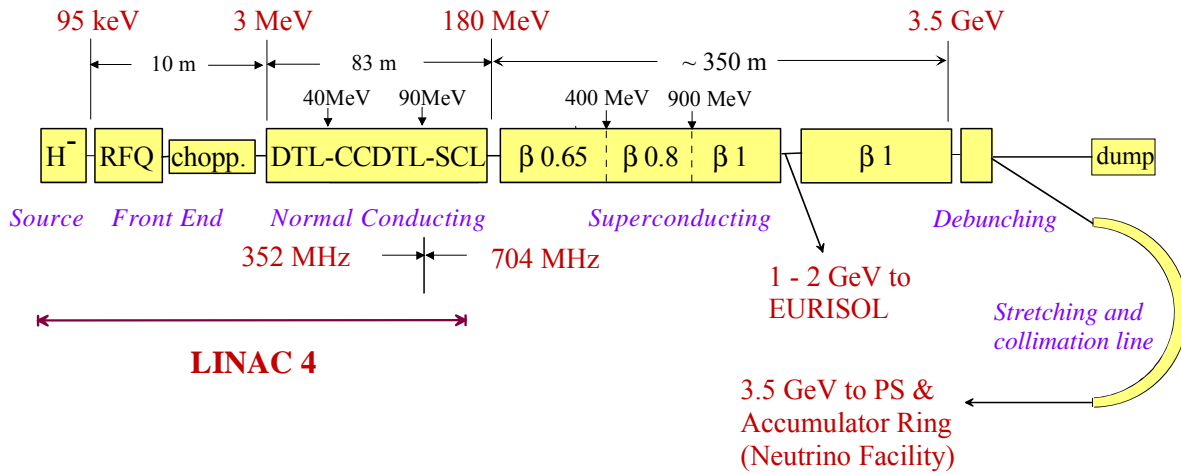 95 keV
3 MeV
180 MeV
3.5 GeV
10 m
83 m
~ 350 m
40MeV
90MeV
400 MeV
900 MeV
H⁻
RFQ
chopp.
DTL-CCDTL-SCL
β 0.65
β 0.8
β 1
β 1
dump
Source
Front End
Normal Conducting
Superconducting
Debunching
352 MHz
704 MHz
1 - 2 GeV to
EURISOL
Stretching and
collimation line
LINAC 4
3.5 GeV to PS &
Accumulator Ring
(Neutrino Facility)